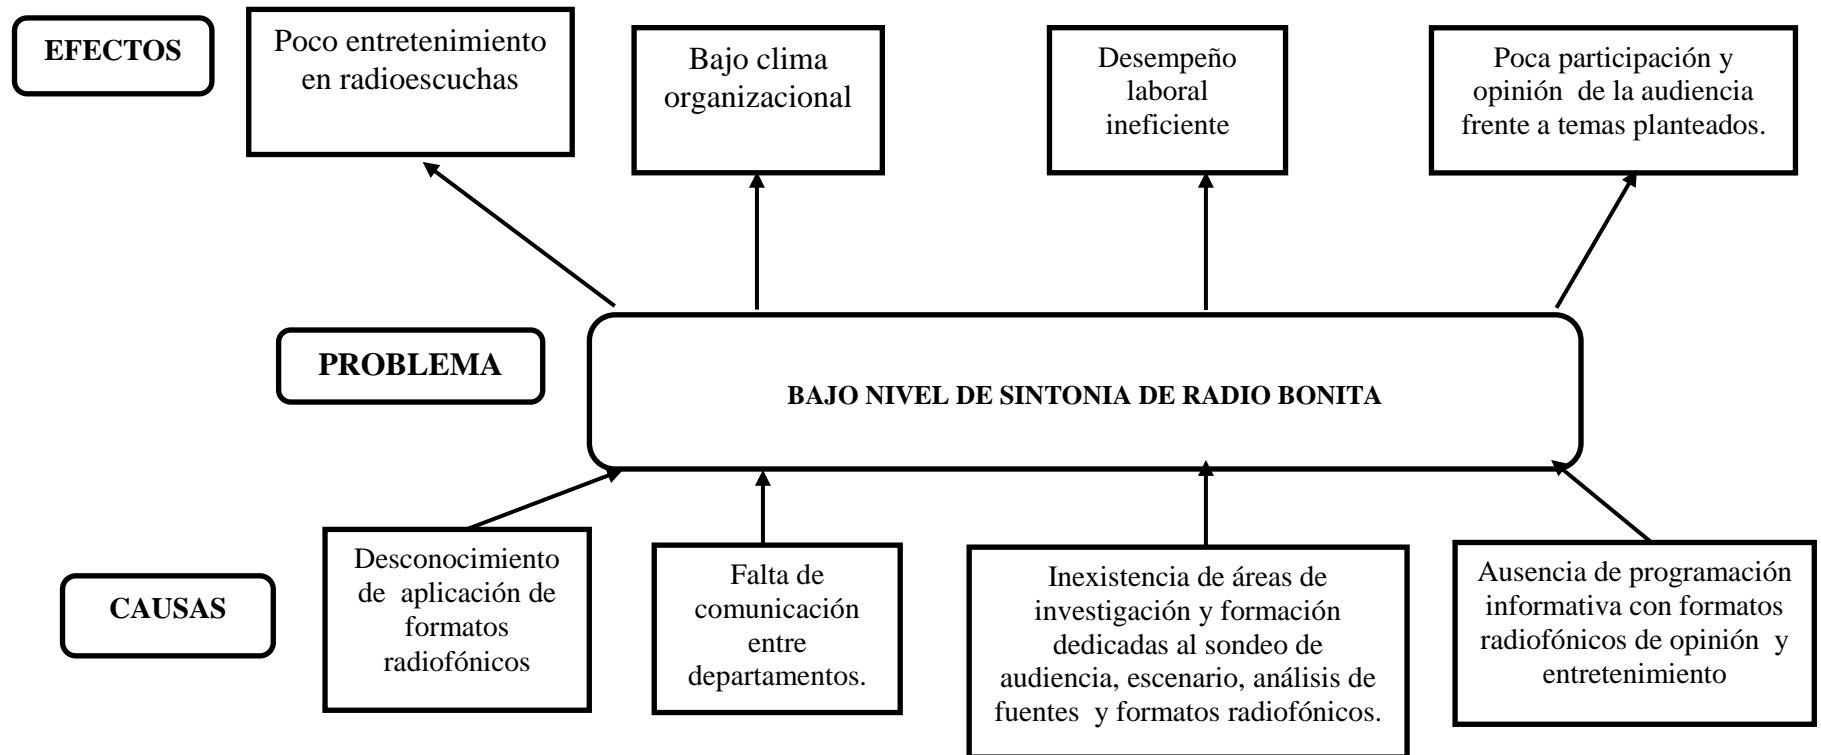 EFECTOS
Poco entretenimiento
en radioescuchas
Bajo clima
organizacional
Desempeño
laboral
ineficiente
Poca participación y
opinión de la audiencia
frente a temas planteados.
PROBLEMA
BAJO NIVEL DE SINTONIA DE RADIO BONITA
CAUSAS
Desconocimiento
de aplicación de
formatos
radiofónicos
Falta de
comunicación
entre
departamentos.
Inexistencia de áreas de
investigación y formación
dedicadas al sondeo de
audiencia, escenario, análisis de
fuentes y formatos radiofónicos.
Ausencia de programación
informativa con formatos
radiofónicos de opinión y
entretenimiento